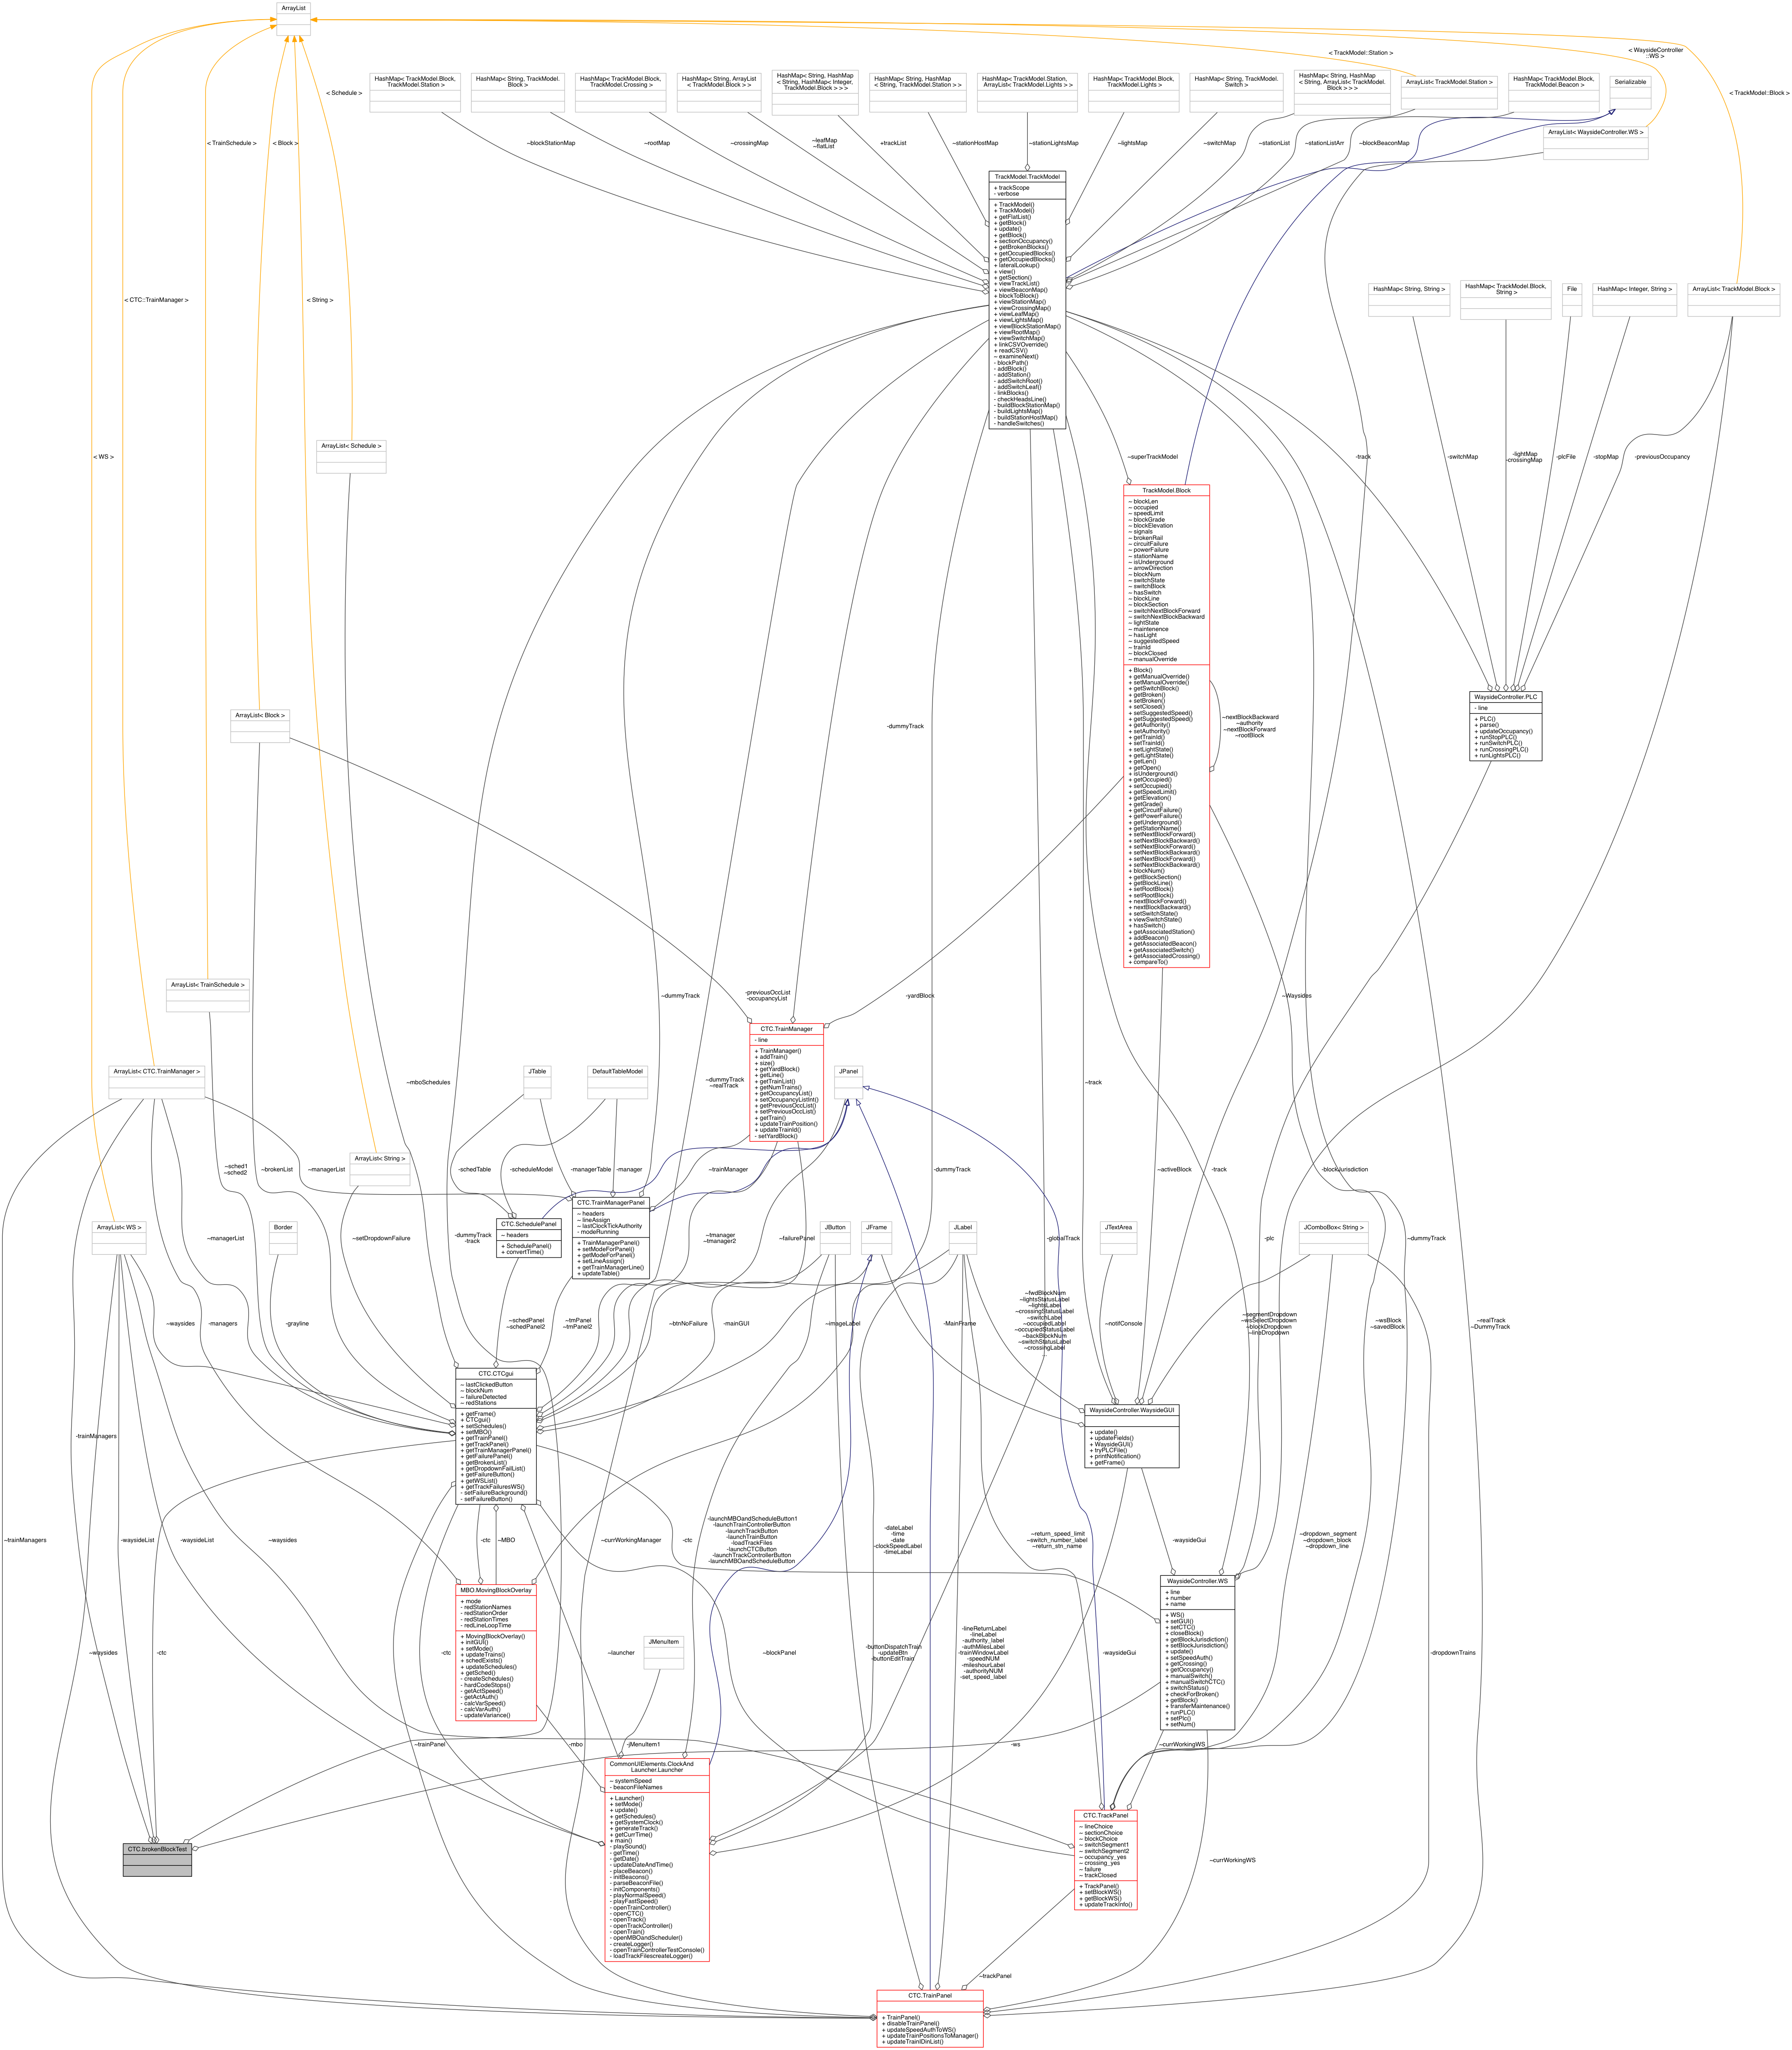 ArrayList
< TrackModel::Station >
< WaysideController
::WS >
< Schedule >
< TrackModel::Block >
HashMap< TrackModel.Block,
TrackModel.Station >
HashMap< String, TrackModel.
Block >
HashMap< TrackModel.Block,
TrackModel.Crossing >
HashMap< String, ArrayList
< TrackModel.Block > >
HashMap< String, HashMap
< String, HashMap< Integer,
TrackModel.Block > > >
HashMap< String, HashMap
< String, TrackModel.Station > >
HashMap< TrackModel.Station,
ArrayList< TrackModel.Lights > >
HashMap< TrackModel.Block,
TrackModel.Lights >
HashMap< String, TrackModel.
Switch >
HashMap< String, HashMap
< String, ArrayList< TrackModel.
Block > > >
ArrayList< TrackModel.Station >
HashMap< TrackModel.Block,
TrackModel.Beacon >
Serializable
ArrayList< WaysideController.WS >
< TrainSchedule >
< Block >
~blockStationMap
~rootMap
~crossingMap
~leafMap
~flatList
+trackList
~stationHostMap
~stationLightsMap
~lightsMap
~switchMap
~stationList
~stationListArr
~blockBeaconMap
TrackModel.TrackModel
+ trackScope
- verbose
+ TrackModel()
+ TrackModel()
+ getFlatList()
+ getBlock()
+ update()
+ getBlock()
+ sectionOccupancy()
+ getBrokenBlocks()
+ getOccupiedBlocks()
+ getOccupiedBlocks()
+ lateralLookup()
+ view()
+ getSection()
+ viewTrackList()
+ viewBeaconMap()
+ blockToBlock()
+ viewStationMap()
+ viewCrossingMap()
+ viewLeafMap()
+ viewLightsMap()
+ viewBlockStationMap()
+ viewRootMap()
+ viewSwitchMap()
+ linkCSVOverride()
+ readCSV()
~ examineNext()
- blockPath()
- addBlock()
- addStation()
- addSwitchRoot()
- addSwitchLeaf()
- linkBlocks()
- checkHeadsLine()
- buildBlockStationMap()
- buildLightsMap()
- buildStationHostMap()
- handleSwitches()
< CTC::TrainManager >
< String >
HashMap< String, String >
HashMap< TrackModel.Block,
String >
File
HashMap< Integer, String >
ArrayList< TrackModel.Block >
ArrayList< Schedule >
< WS >
~superTrackModel
-track
-switchMap
-lightMap
-crossingMap
-plcFile
-stopMap
-previousOccupancy
TrackModel.Block
~ blockLen
~ occupied
~ speedLimit
~ blockGrade
~ blockElevation
~ signals
~ brokenRail
~ circuitFailure
~ powerFailure
~ stationName
~ isUnderground
~ arrowDirection
~ blockNum
~ switchState
~ switchBlock
~ hasSwitch
~ blockLine
~ blockSection
~ switchNextBlockForward
~ switchNextBlockBackward
~ lightState
~ maintenence
~ hasLight
~ suggestedSpeed
~ trainId
~ blockClosed
~ manualOverride
+ Block()
+ getManualOverride()
+ setManualOverride()
+ getSwitchBlock()
+ getBroken()
+ setBroken()
+ setClosed()
+ setSuggestedSpeed()
+ getSuggestedSpeed()
+ getAuthority()
+ setAuthority()
+ getTrainId()
+ setTrainId()
+ setLightState()
+ getLightState()
+ getLen()
+ getOpen()
+ isUnderground()
+ getOccupied()
+ setOccupied()
+ getSpeedLimit()
+ getElevation()
+ getGrade()
+ getCircuitFailure()
+ getPowerFailure()
+ getUnderground()
+ getStationName()
+ setNextBlockForward()
+ setNextBlockBackward()
+ setNextBlockForward()
+ setNextBlockBackward()
+ setNextBlockForward()
+ setNextBlockBackward()
+ blockNum()
+ getBlockSection()
+ getBlockLine()
+ setRootBlock()
+ setRootBlock()
+ nextBlockForward()
+ nextBlockBackward()
+ setSwitchState()
+ viewSwitchState()
+ hasSwitch()
+ getAssociatedStation()
+ addBeacon()
+ getAssociatedBeacon()
+ getAssociatedSwitch()
+ getAssociatedCrossing()
+ compareTo()
~nextBlockBackward
~authority
~nextBlockForward
~rootBlock
WaysideController.PLC
- line
+ PLC()
+ parse()
+ updateOccupancy()
+ runStopPLC()
+ runSwitchPLC()
+ runCrossingPLC()
+ runLightsPLC()
ArrayList< Block >
-dummyTrack
ArrayList< TrainSchedule >
-previousOccList
-occupancyList
~dummyTrack
-yardBlock
~Waysides
CTC.TrainManager
- line
+ TrainManager()
+ addTrain()
+ size()
+ getYardBlock()
+ getLine()
+ getTrainList()
+ getNumTrains()
+ getOccupancyList()
+ setOccupancyListInt()
+ getPreviousOccList()
+ setPreviousOccList()
+ getTrain()
+ updateTrainPosition()
+ updateTrainId()
- setYardBlock()
ArrayList< CTC.TrainManager >
JTable
DefaultTableModel
JPanel
~mboSchedules
~dummyTrack
~realTrack
~track
ArrayList< String >
~sched1
~sched2
~brokenList
~managerList
-schedTable
-scheduleModel
-managerTable
-manager
~trainManager
-dummyTrack
~activeBlock
-track
-blockJurisdiction
CTC.TrainManagerPanel
~ headers
~ lineAssign
~ lastClockTickAuthority
- modeRunning
+ TrainManagerPanel()
+ setModeForPanel()
+ getModeForPanel()
+ setLineAssign()
+ getTrainManagerLine()
+ updateTable()
CTC.SchedulePanel
~ headers
+ SchedulePanel()
+ convertTime()
ArrayList< WS >
Border
JButton
JFrame
JLabel
JTextArea
JComboBox< String >
~managerList
~setDropdownFailure
-dummyTrack
-track
~tmanager
~tmanager2
~failurePanel
-globalTrack
-plc
~dummyTrack
~waysides
-managers
-grayline
~schedPanel
~schedPanel2
~tmPanel
~tmPanel2
~btnNoFailure
-mainGUI
~imageLabel
-MainFrame
~fwdBlockNum
~lightsStatusLabel
~lightsLabel
~crossingStatusLabel
~switchLabel
~occupiedLabel
~occupiedStatusLabel
~backBlockNum
~switchStatusLabel
~crossingLabel
...
~notifConsole
~segmentDropdown
~wsSelectDropdown
~blockDropdown
~lineDropdown
~wsBlock
~savedBlock
~realTrack
~DummyTrack
CTC.CTCgui
~ lastClickedButton
~ blockNum
~ failureDetected
~ redStations
+ getFrame()
+ CTCgui()
+ setSchedules()
+ setMBO()
+ getTrainPanel()
+ getTrackPanel()
+ getTrainManagerPanel()
+ getFailurePanel()
+ getBrokenList()
+ getDropdownFailList()
+ getFailureButton()
+ getWSList()
+ getTrackFailuresWS()
- setFailureBackground()
- setFailureButton()
WaysideController.WaysideGUI
+ update()
+ updateFields()
+ WaysideGUI()
+ tryPLCFile()
+ printNotification()
+ getFrame()
-trainManagers
~trainManagers
-waysideList
-waysideList
~waysides
-ctc
~MBO
-launchMBOandScheduleButton1
-launchTrainControllerButton
-launchTrackButton
-launchTrainButton
-loadTrackFiles
-launchCTCButton
-launchTrackControllerButton
-launchMBOandScheduleButton
~currWorkingManager
-ctc
-dateLabel
-time
-date
-clockSpeedLabel
-timeLabel
~return_speed_limit
~switch_number_label
~return_stn_name
-waysideGui
~dropdown_segment
~dropdown_block
~dropdown_line
MBO.MovingBlockOverlay
+ mode
- redStationNames
- redStationOrder
- redStationTimes
- redLineLoopTime
+ MovingBlockOverlay()
+ initGUI()
+ setMode()
+ updateTrains()
+ schedExists()
+ updateSchedules()
+ getSched()
- createSchedules()
- hardCodeStops()
- getActSpeed()
- getActAuth()
- calcVarSpeed()
- calcVarAuth()
- updateVariance()
WaysideController.WS
+ line
+ number
+ name
+ WS()
+ setGUI()
+ setCTC()
+ closeBlock()
+ getBlockJurisdiction()
+ setBlockJurisdiction()
+ update()
+ setSpeedAuth()
+ getCrossing()
+ getOccupancy()
+ manualSwitch()
+ manualSwitchCTC()
+ switchStatus()
+ checkForBroken()
+ getBlock()
+ transferMaintenance()
+ runPLC()
+ setPlc()
+ setNum()
JMenuItem
~waysides
-ctc
-ctc
~launcher
~blockPanel
-buttonDispatchTrain
-updateBtn
-buttonEditTrain
-lineReturnLabel
-lineLabel
-authority_label
-authMilesLabel
-trainWindowLabel
-speedNUM
-mileshourLabel
-authorityNUM
-set_speed_label
-waysideGui
-dropdownTrains
~trainPanel
-mbo
-jMenuItem1
-ws
~currWorkingWS
CommonUIElements.ClockAnd
Launcher.Launcher
~ systemSpeed
- beaconFileNames
+ Launcher()
+ setMode()
+ update()
+ getSchedules()
+ getSystemClock()
+ generateTrack()
+ getCurrTime()
+ main()
- playSound()
- getTime()
- getDate()
- updateDateAndTime()
- placeBeacon()
- initBeacons()
- parseBeaconFile()
- initComponents()
- playNormalSpeed()
- playFastSpeed()
- openTrainController()
- openCTC()
- openTrack()
- openTrackController()
- openTrain()
- openMBOandScheduler()
- createLogger()
- openTrainControllerTestConsole()
- loadTrackFilescreateLogger()
CTC.brokenBlockTest
CTC.TrackPanel
~ lineChoice
~ sectionChoice
~ blockChoice
~ switchSegment1
~ switchSegment2
~ occupancy_yes
~ crossing_yes
~ failure
~ trackClosed
+ TrackPanel()
+ setBlockWS()
+ getBlockWS()
+ updateTrackInfo()
~currWorkingWS
~trackPanel
CTC.TrainPanel
+ TrainPanel()
+ disableTrainPanel()
+ updateSpeedAuthToWS()
+ updateTrainPositionsToManager()
+ updateTrainIDinList()